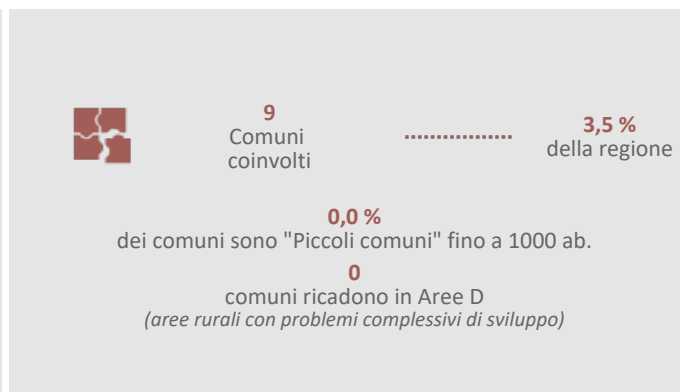 9
Comuni
coinvolti
3,5 %
della regione
0,0 %
dei comuni sono "Piccoli comuni" fino a 1000 ab.
0
comuni ricadono in Aree D
(aree rurali con problemi complessivi di sviluppo)